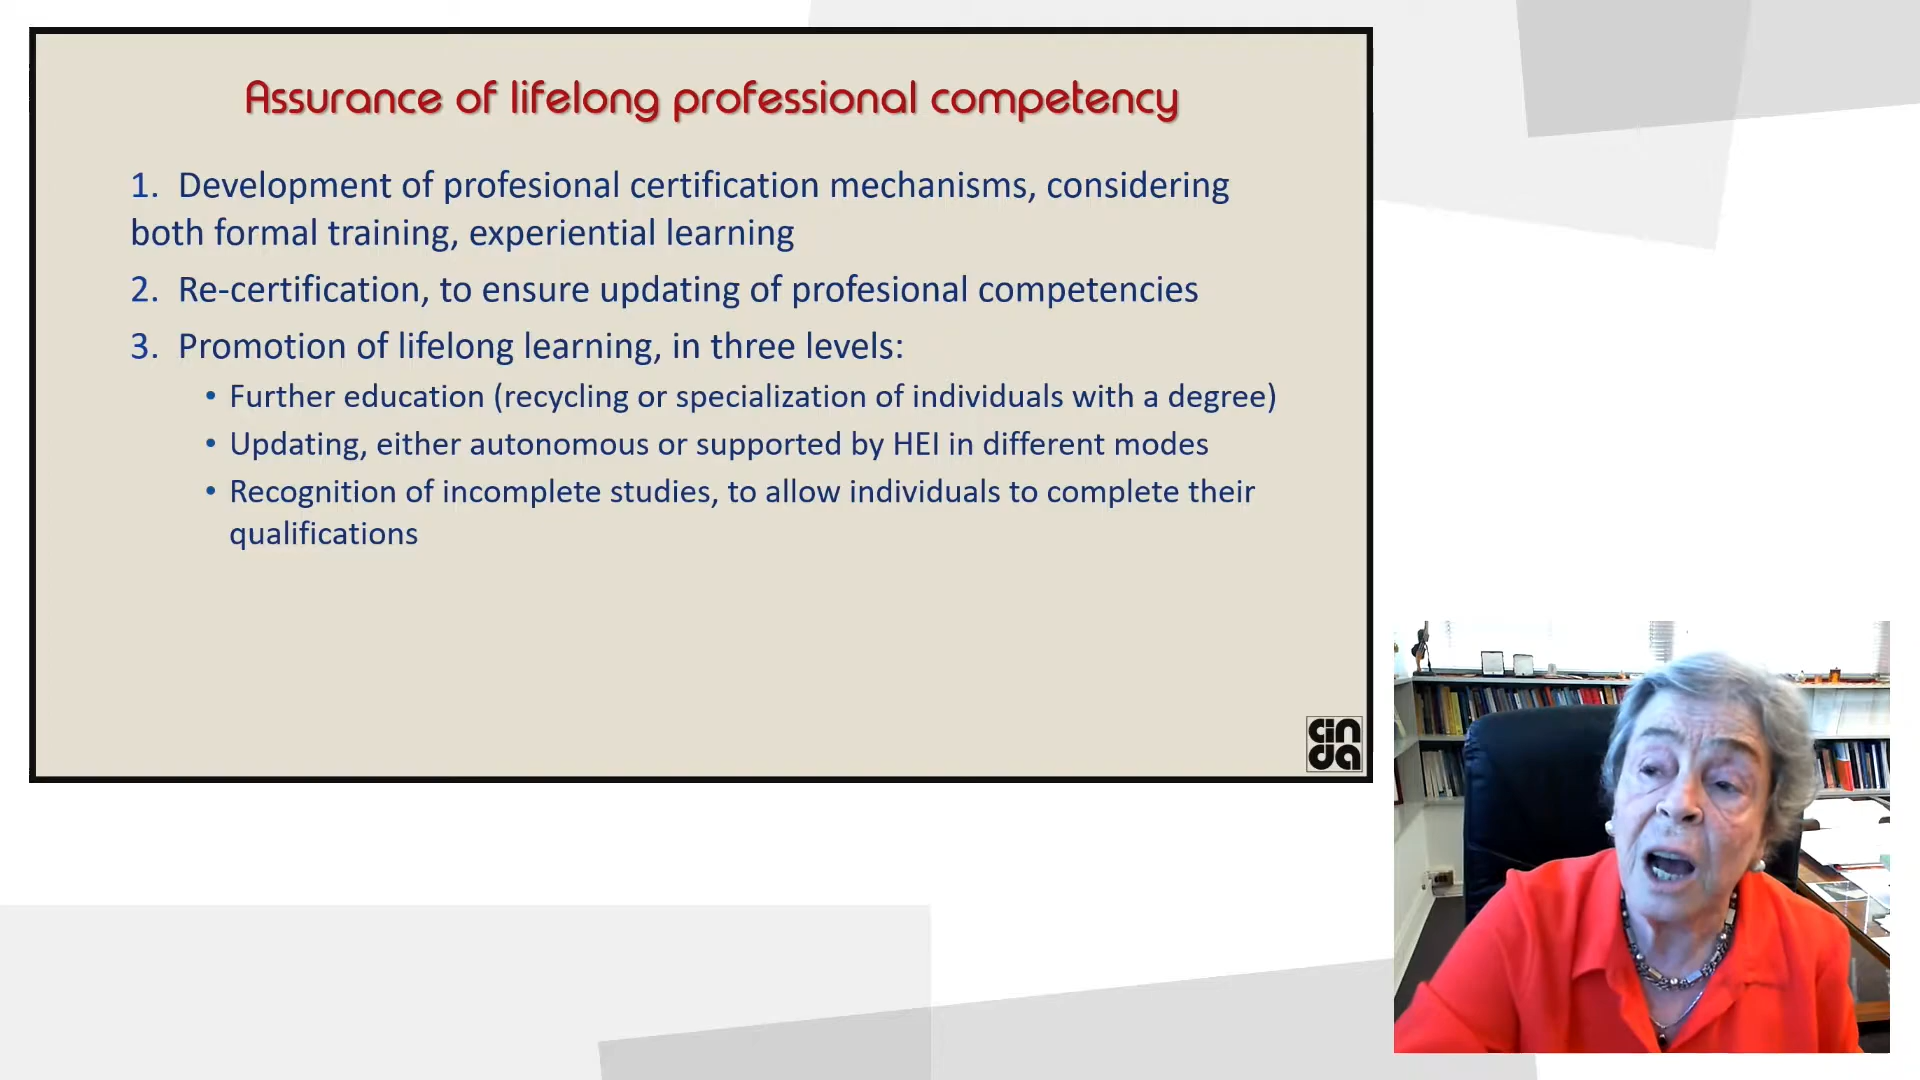 Assurance of lifelong professional competency
1. Development of profesional certification mechanisms, considering
both formal training, experiential learning
2. Re-certification, to ensure updating of profesional competencies
3. Promotion of lifelong learning, in three levels:
• Further education (recycling or specialization of individuals with a degree)
• Updating, either autonomous or supported by HEI in different modes
• Recognition of incomplete studies, to allow individuals to complete their
qualifications
cin
da